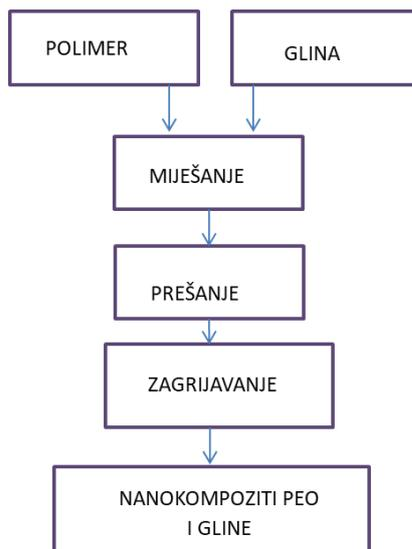 POLIMER
GLINA
MIJEŠANJE
PREŠANJE
ZAGRIJAVANJE
NANOKOMPOZITI PEO
I GLINE